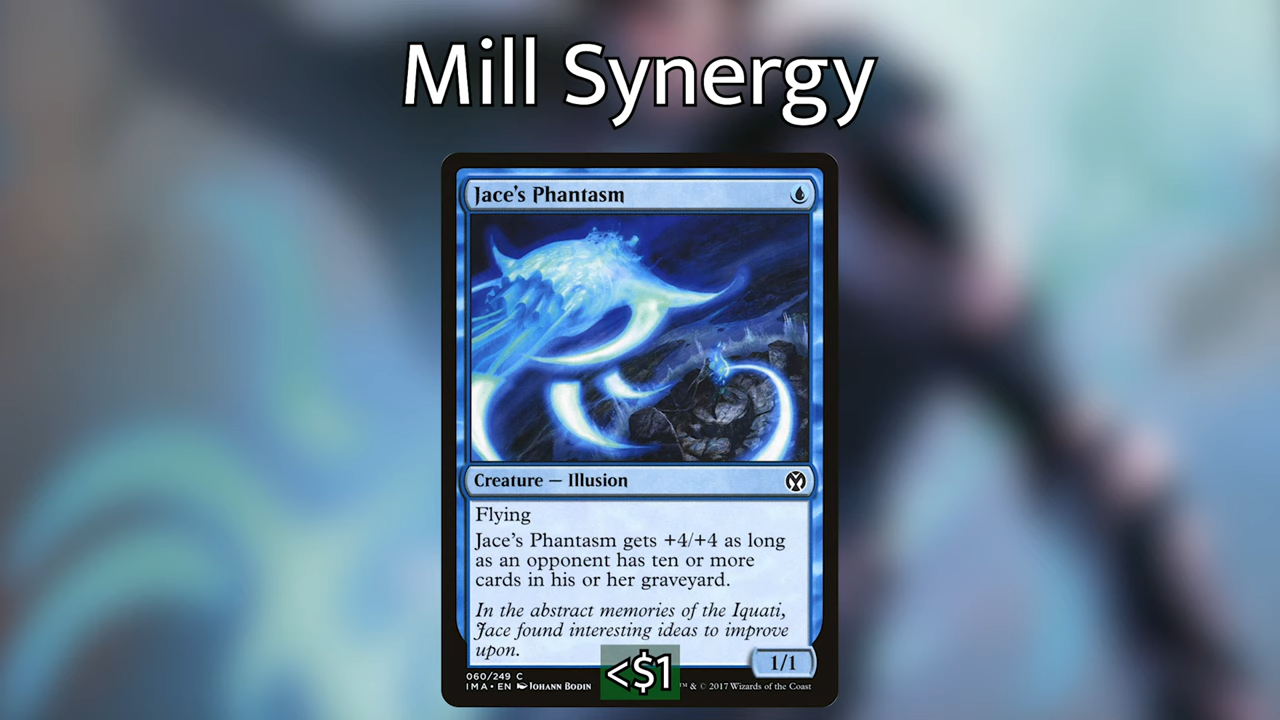 Mill Synergy
Jace's Phantasm
Creature — Illusion
Flying
Jace's Phantasm gets +4/+4 as long
as an opponent has ten or more
cards in his or her graveyard.
In the abstract memories of the Iquati,
Jace found interesting ideas to improve
upon.
1/1
<$1
060/249 C
IMA • EN Johann Bodin ™ & © 2017 Wizards of the Coast